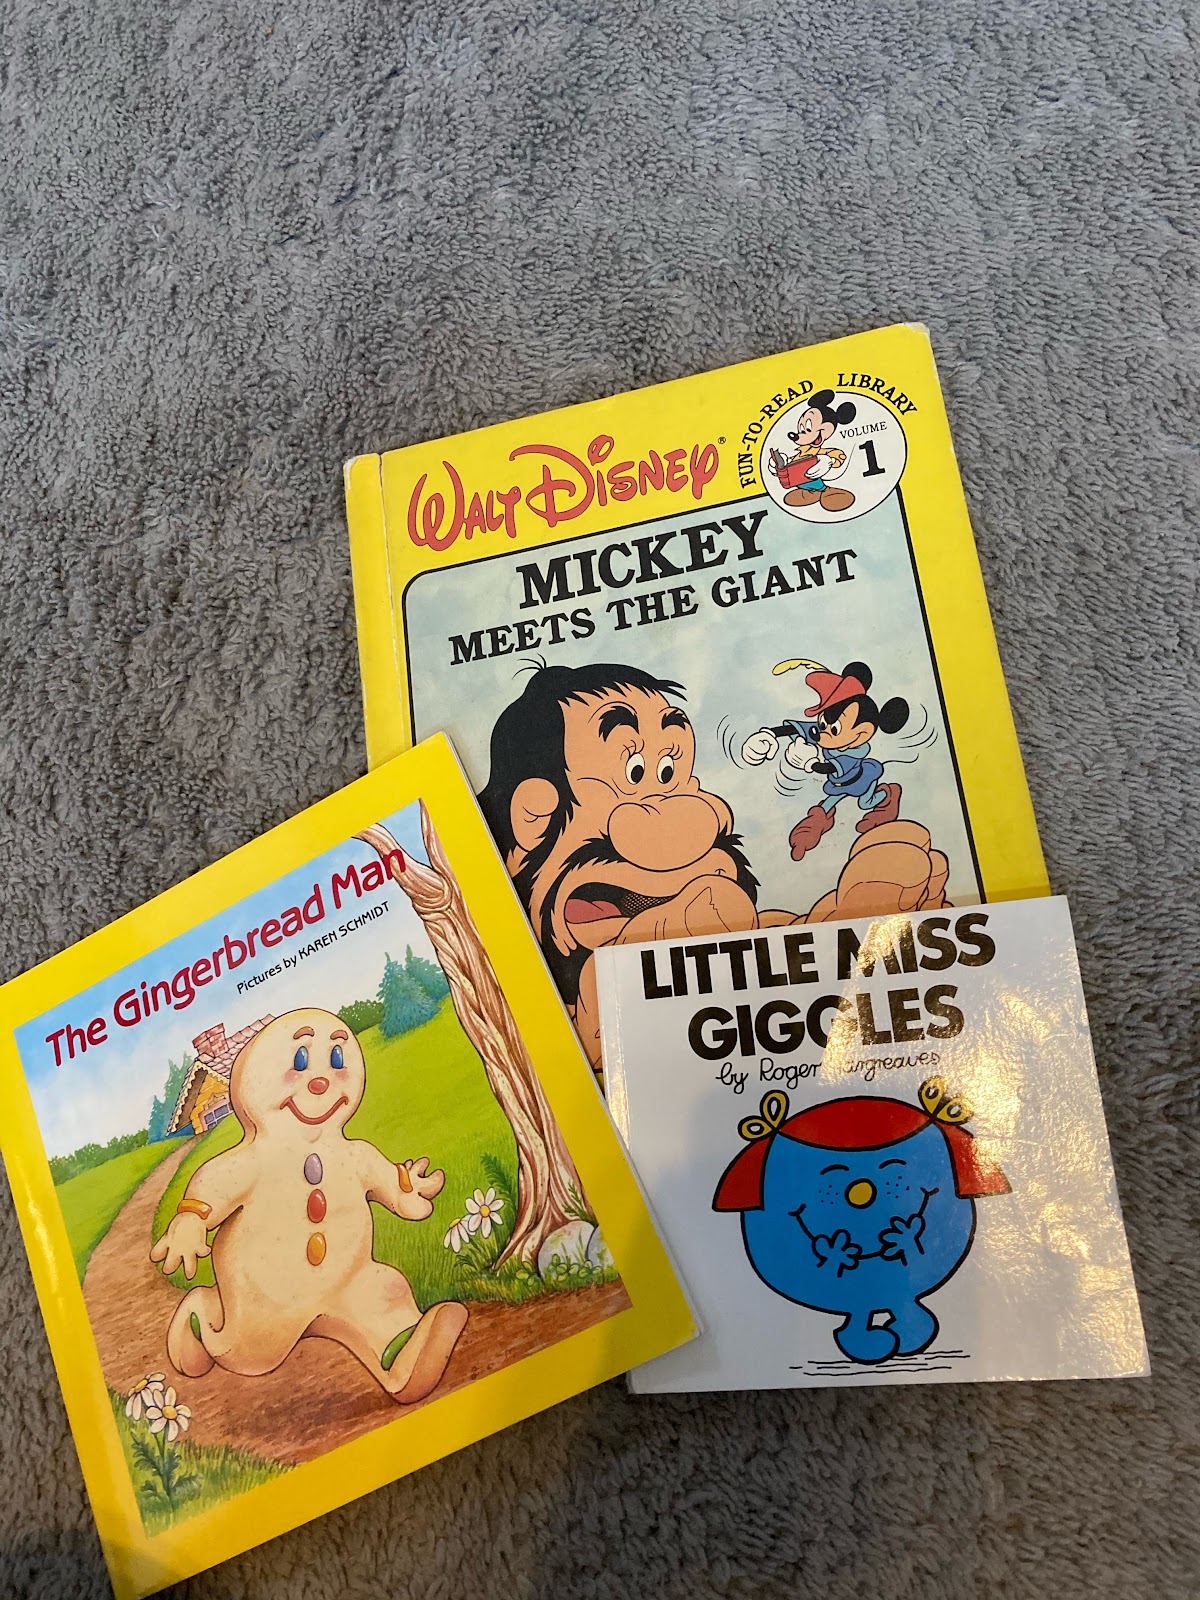 WALT DISNEY®
FUN-TO-READ LIBRARY
VOLUME
1
MICKEY
MEETS THE GIANT
The Gingerbread Man
Pictures by KAREN SCHMIDT
LITTLE MISS
GIGGLES
by Roger Hargreaves